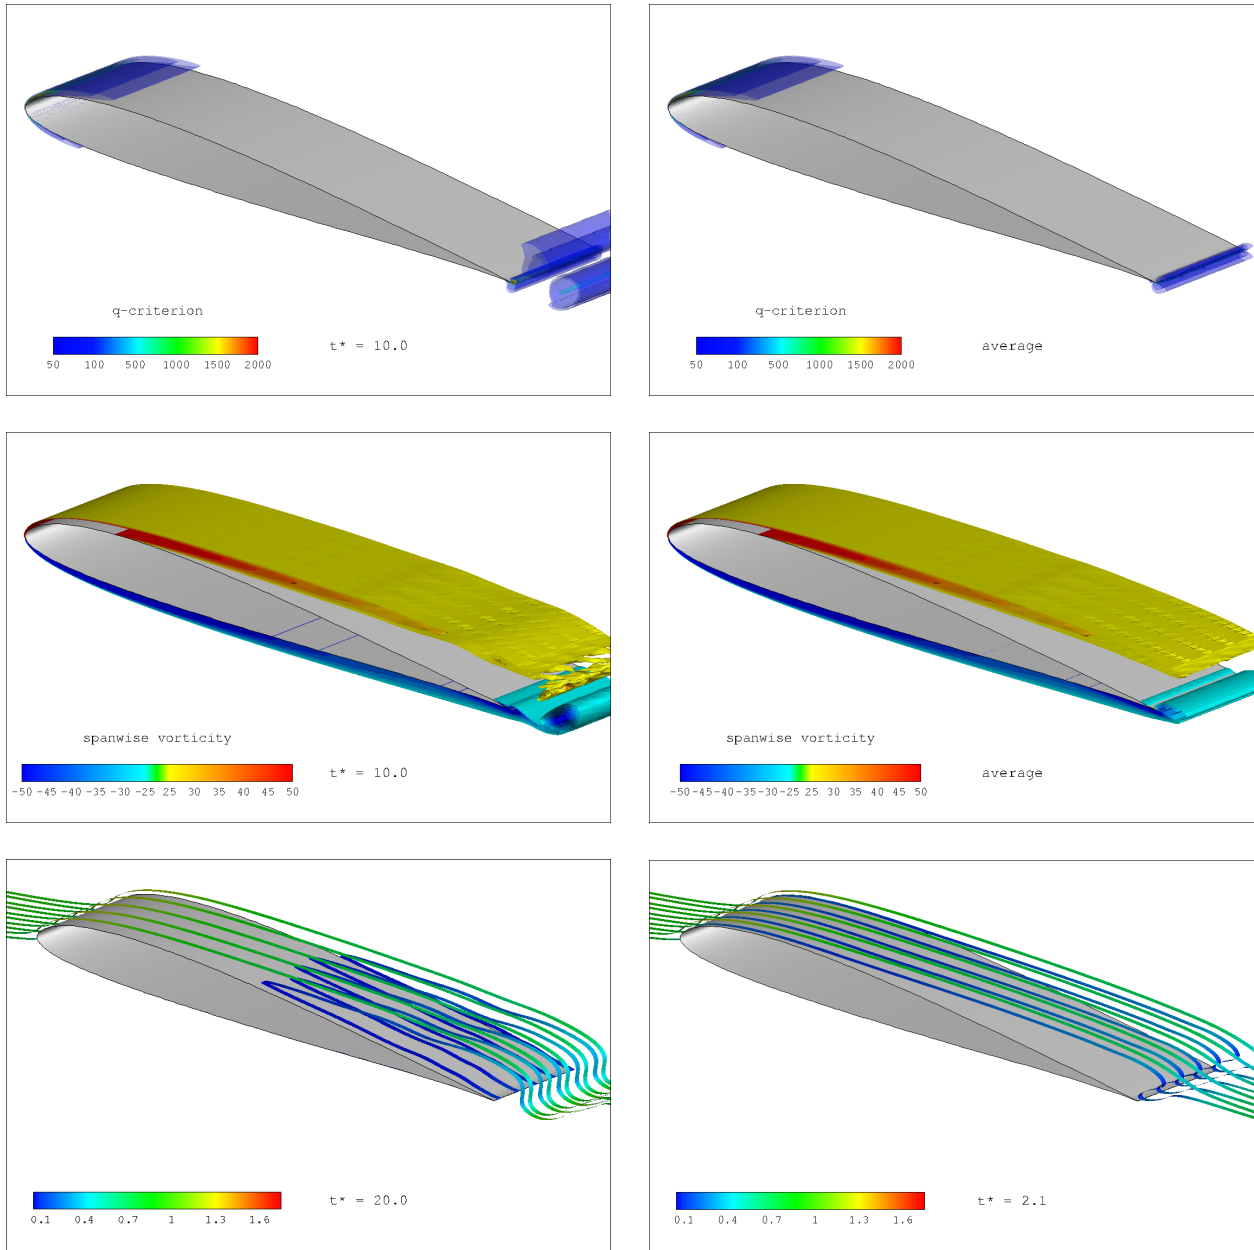 q-criterion
t* = 10.0
50 100 500 1000 1500 2000
q-criterion
average
50 100 500 1000 1500 2000
spanwise vorticity
t* = 10.0
-50 -45 -40 -35 -30 -25 25 30 35 40 45 50
spanwise vorticity
average
-50 -45 -40 -35 -30 -25 25 30 35 40 45 50
t* = 20.0
0.1 0.4 0.7 1 1.3 1.6
t* = 2.1
0.1 0.4 0.7 1 1.3 1.6